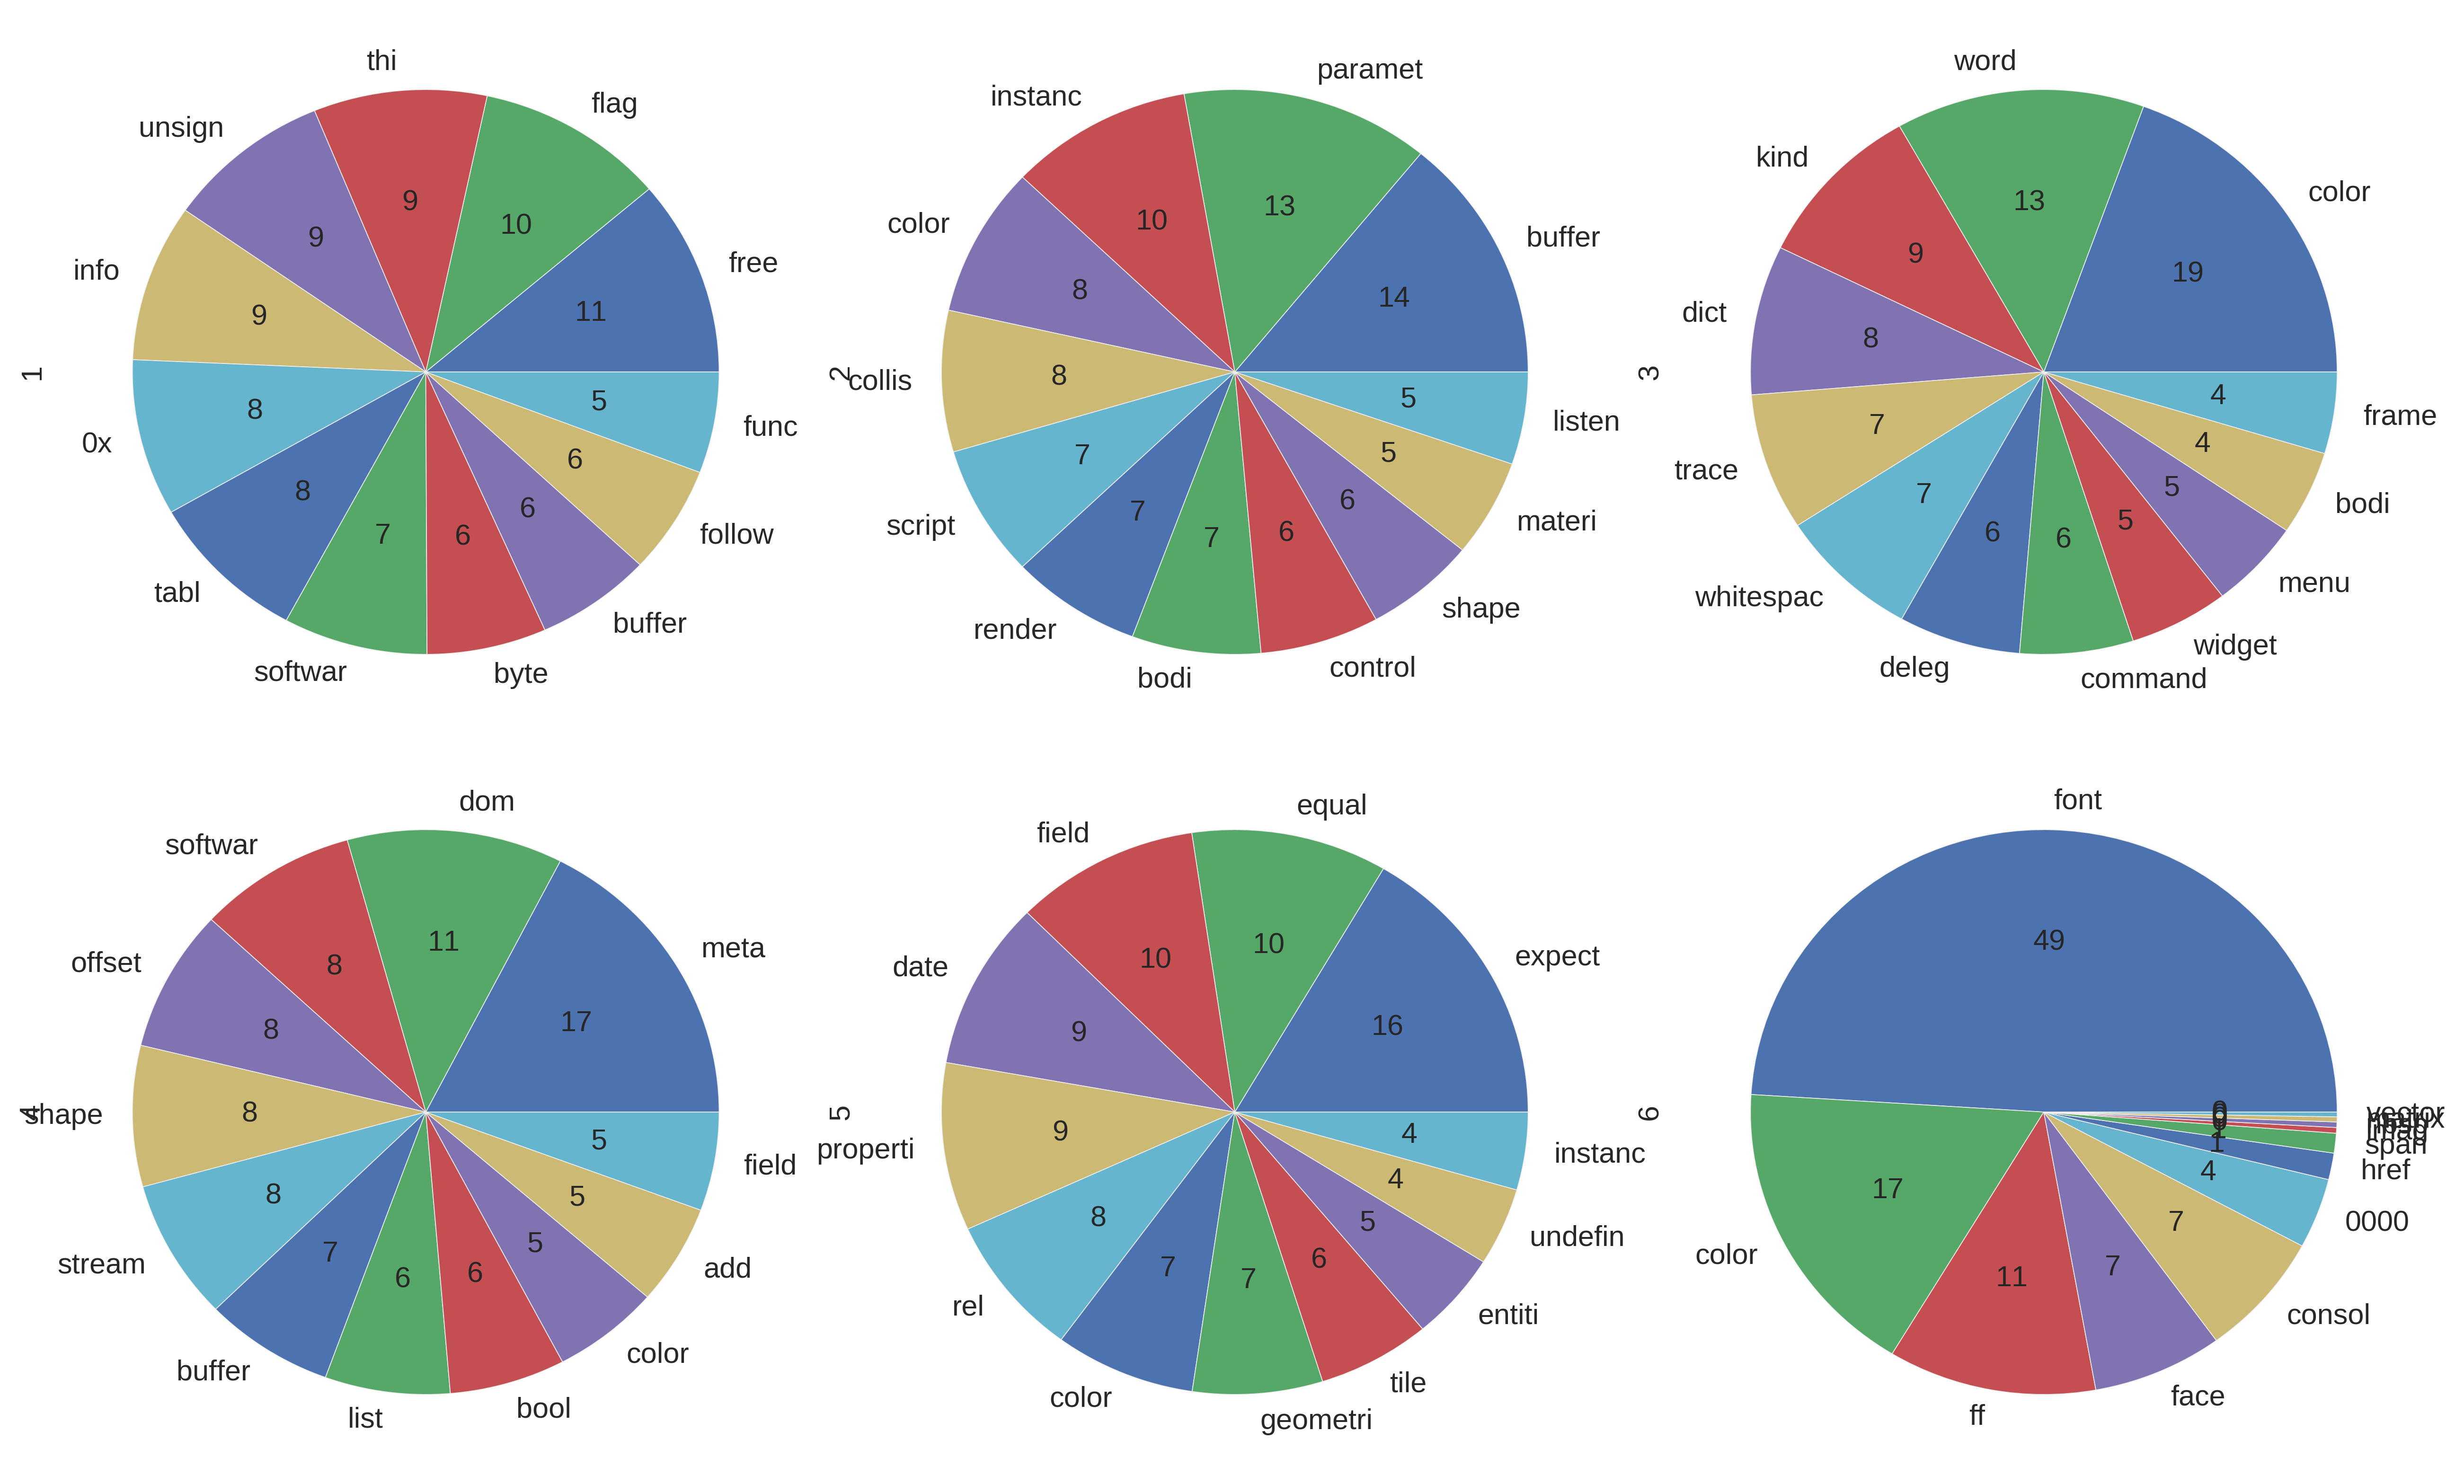 1
thi
flag
free
func
follow
buffer
byte
softwar
tabl
0x
info
unsign
9
10
11
5
6
6
6
7
8
8
9
9
2
instanc
paramet
buffer
listen
materi
shape
control
bodi
render
script
collis
color
10
13
14
5
5
6
6
7
7
7
8
8
3
word
color
frame
bodi
menu
widget
command
deleg
whitespac
trace
dict
kind
13
19
4
4
5
5
6
6
7
7
8
9
4
dom
meta
field
add
color
bool
list
buffer
stream
shape
offset
softwar
11
17
5
5
5
6
6
7
8
8
8
8
5
equal
expect
instanc
undefin
entiti
tile
geometri
color
rel
properti
date
field
10
16
4
4
5
6
7
7
8
9
9
10
6
font
vector
span
href
0000
consol
face
ff
color
49
0
1
1
4
7
7
11
17